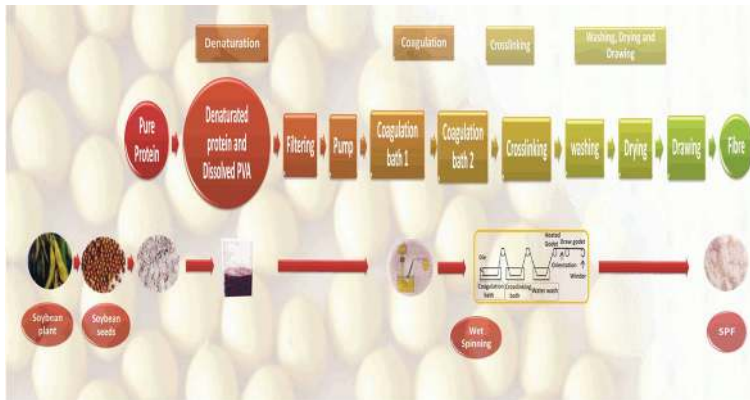 Denaturation
Coagulation
Crosslinking
Washing, Drying and
Drawing
Pure
Protein
Denatured
protein and
Dissolved PVA
Filtering
Pump
Coagulation
bath 1
Coagulation
bath 2
Crosslinking
washing
Drying
Drawing
Fibre
Heated
Godet
Draw godet
Die
Orientation
Winder
Coagulation
bath
Crosslinking
bath
Water wash
Soybean
plant
Soybean
seeds
Wet
Spinning
SPF